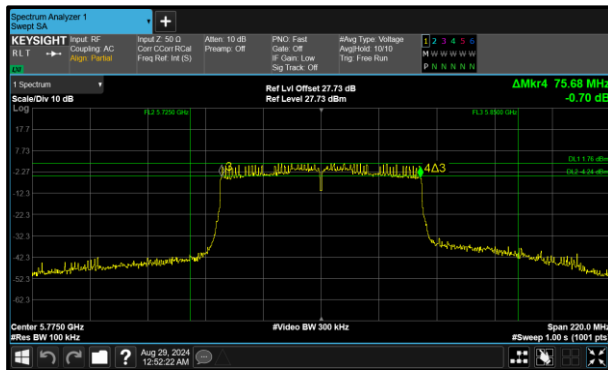 Spectrum Analyzer 1
Swept SA
KEYSIGHT
RLT
Input: RF
Coupling: AC
Align: Partial
Input Z: 50 Ω
Corr CCorr RCal
Freq Ref: Int (S)
Atten: 10 dB
Preamp: Off
PNO: Fast
Gate: Off
IF Gain: Low
Sig Track: Off
#Avg Type: Voltage
Avg|Hold: 10/10
Trig: Free Run
1 2 3 4 5 6
M W W W W W
P N N N N N
1 Spectrum
Scale/Div 10 dB
Ref Lvl Offset 27.73 dB
Ref Level 27.73 dBm
ΔMkr4 75.68 MHz
-0.70 dB
Log
FL2 5.7250 GHz
FL3 5.8500 GHz
17.7
7.73
-2.27
-12.3
-22.3
-32.3
-42.3
-52.3
-62.3
3
4Δ3
DL1 1.76 dBm
DL2 -4.24 dBm
Center 5.7750 GHz
#Res BW 100 kHz
#Video BW 300 kHz
Span 220.0 MHz
#Sweep 1.00 s (1001 pts)
?
Aug 29, 2024
12:52:22 AM